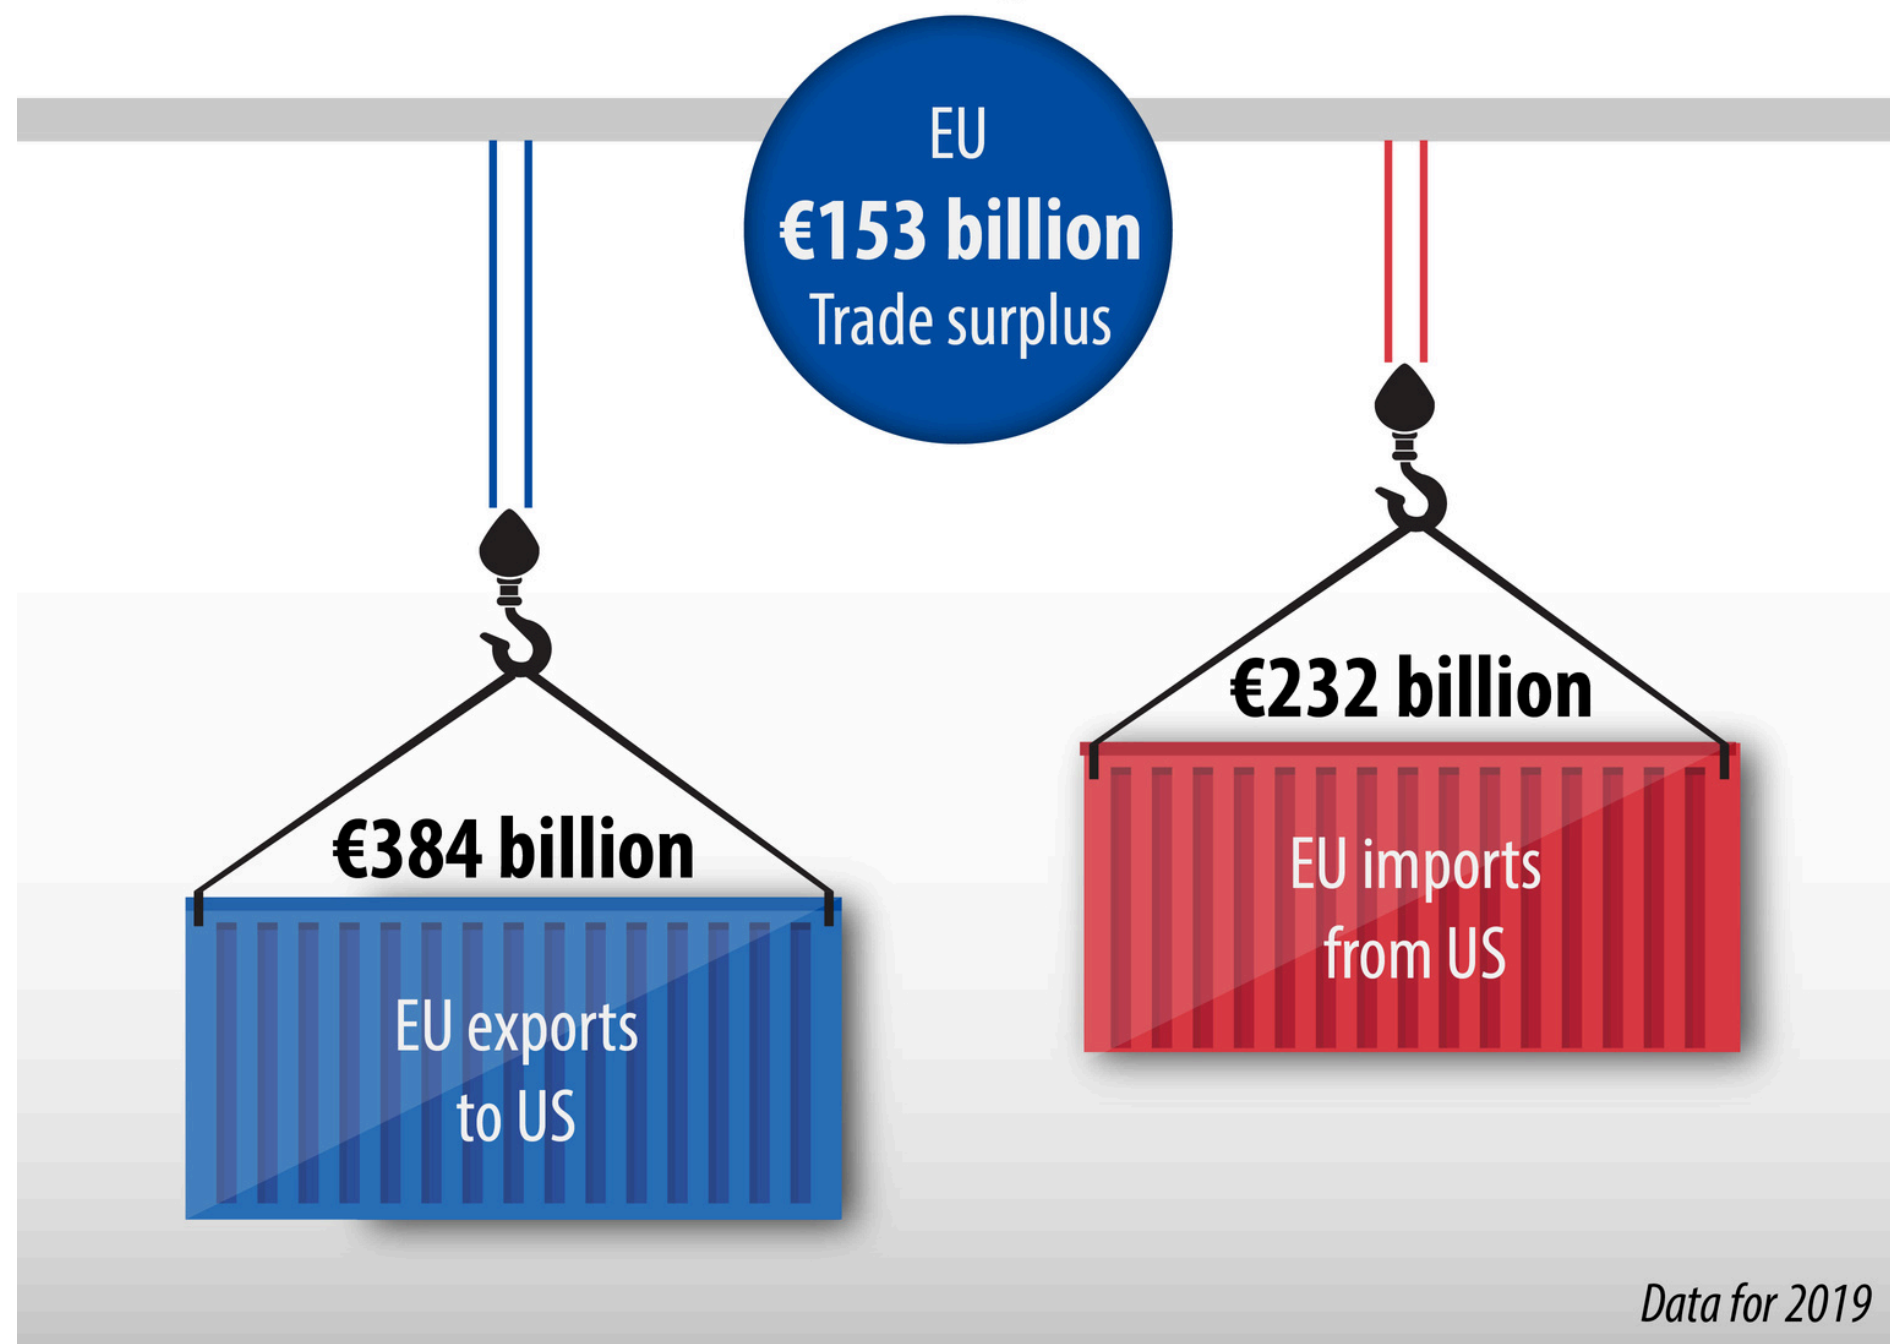 EU
€153 billion
Trade surplus
€232 billion
EU imports
from US
€384 billion
EU exports
to US
Data for 2019